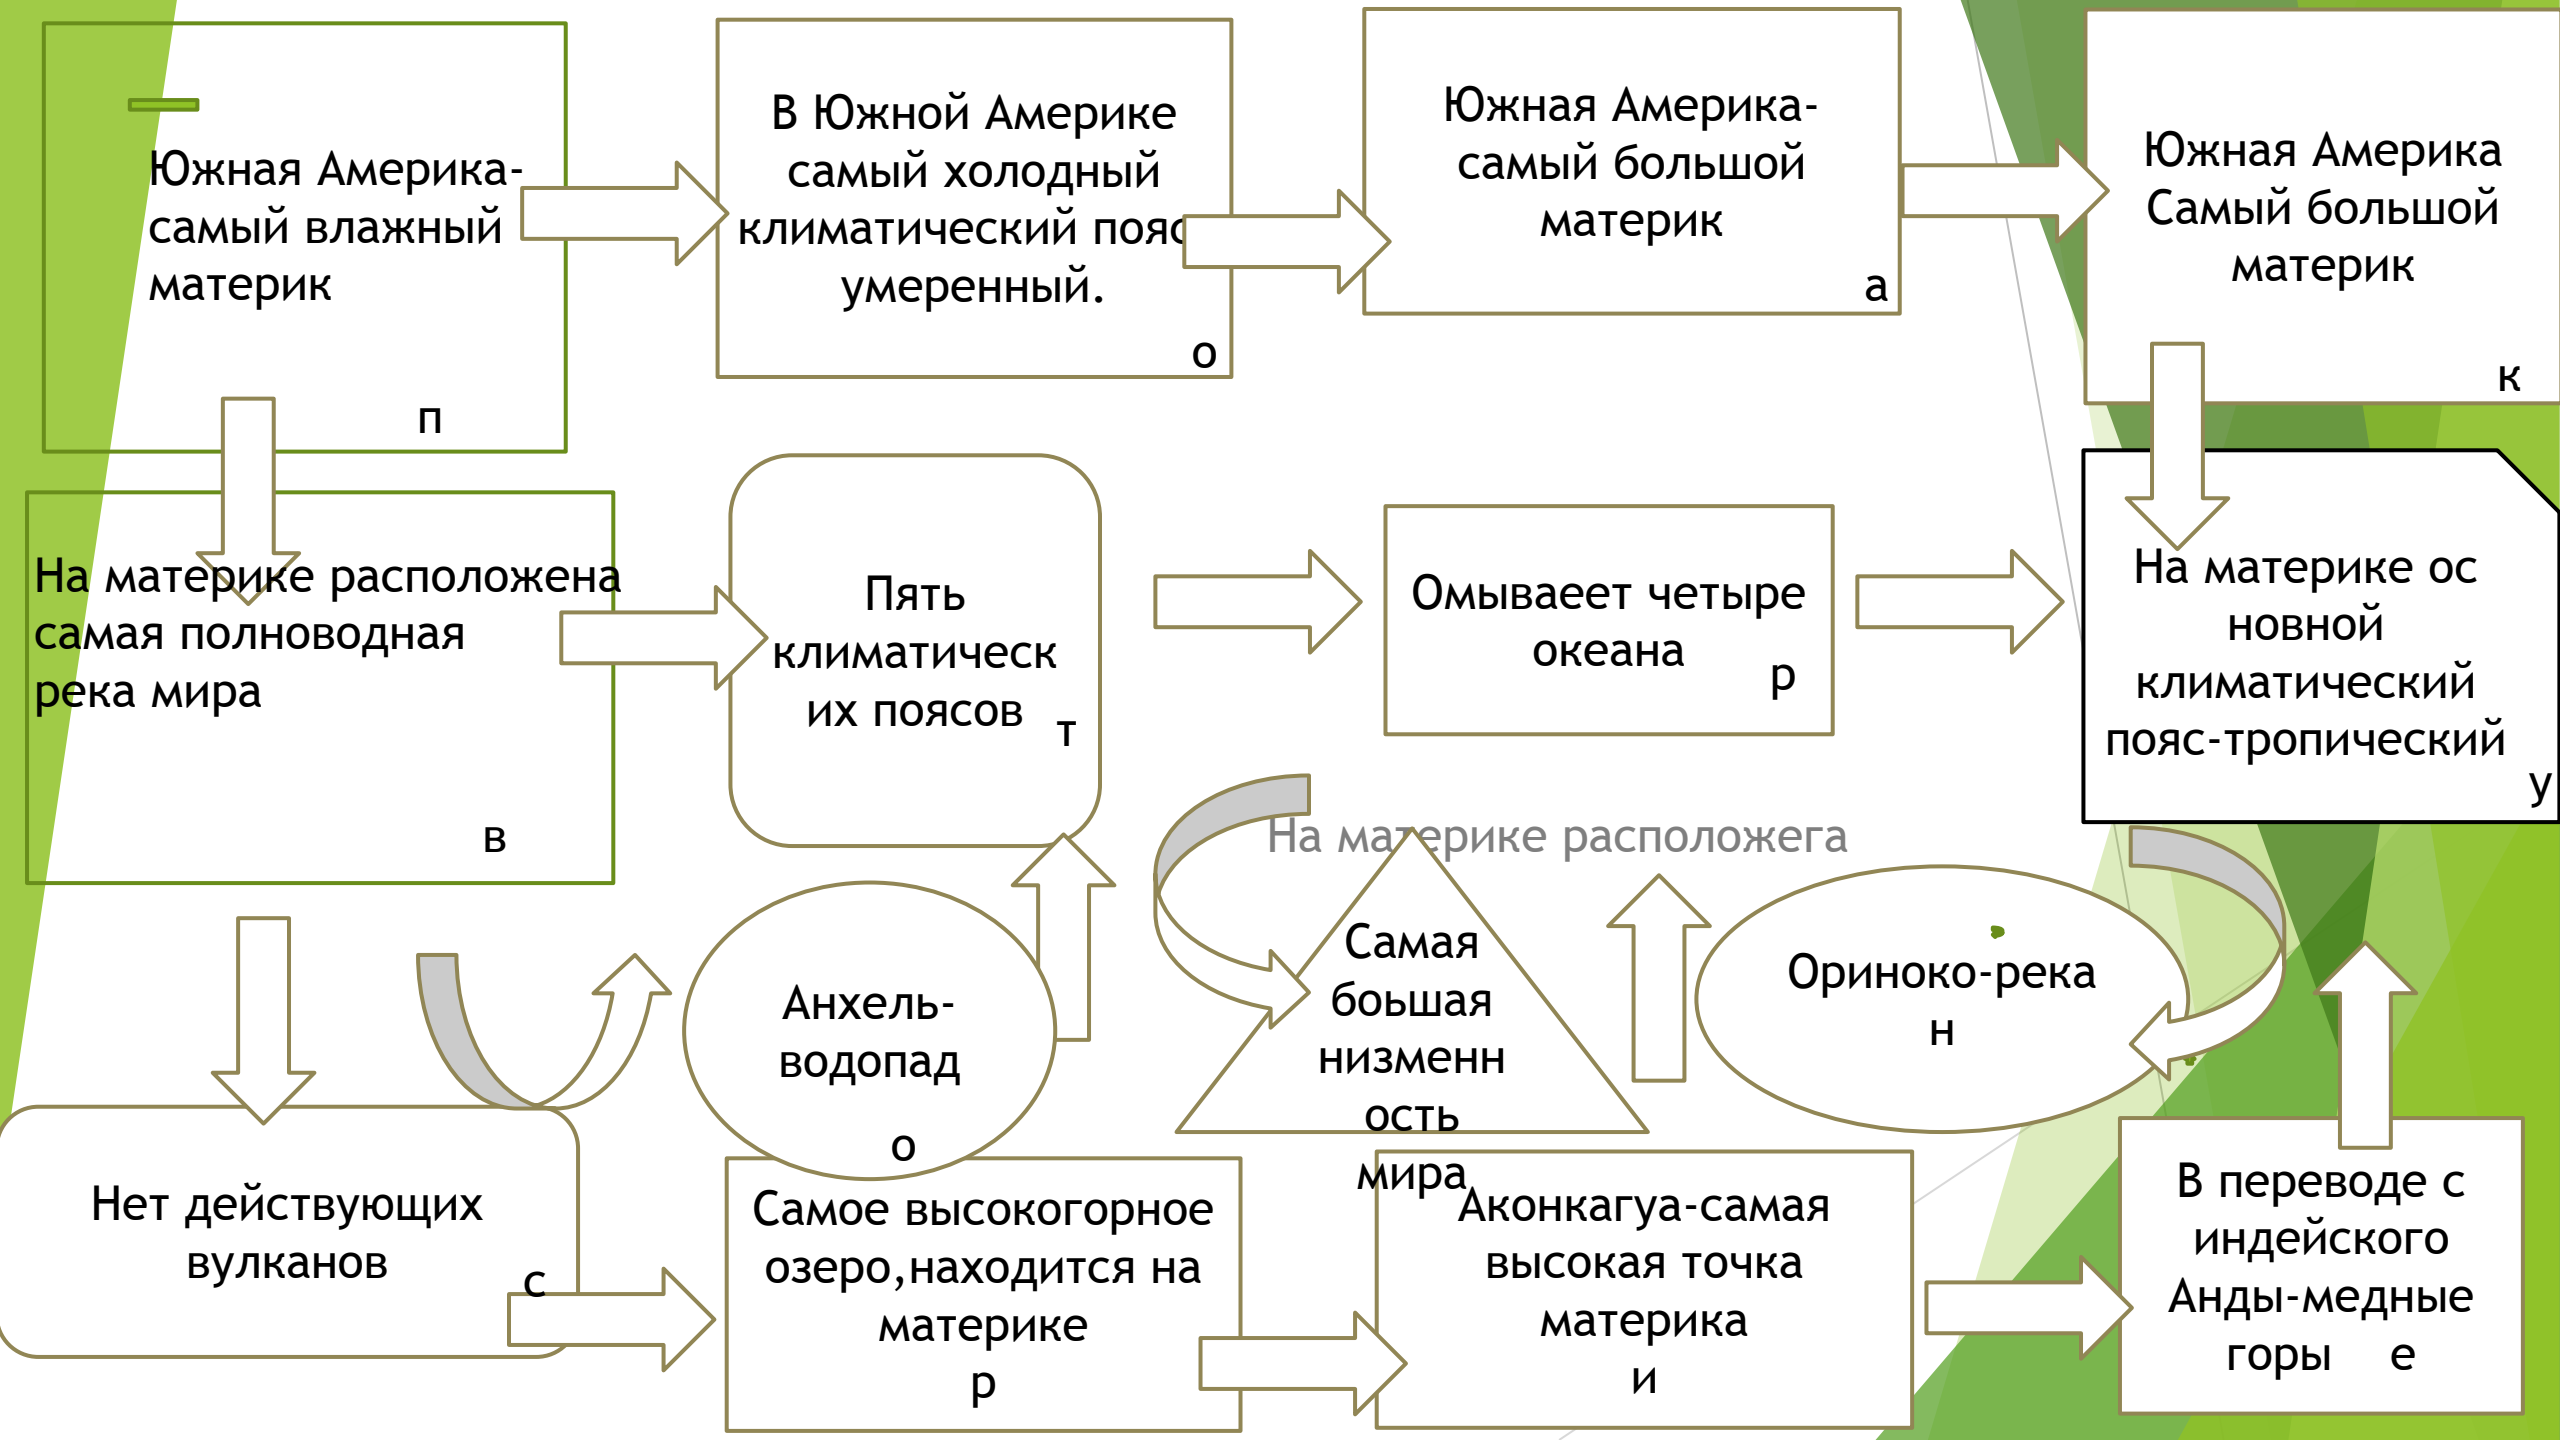 Южная Америка-
самый влажный
материк
п
В Южной Америке
самый холодный
климатический пояс
умеренный.
о
Южная Америка-
самый большой
материк
а
Южная Америка
Самый большой
материк
к
На материке расположена
самая полноводная
река мира
в
Пять
климатическ
их поясов
т
Омываеет четыре
океана
р
На материке ос
новной
климатический
пояс-тропический
у
На материке расположега
Анхель-
водопад
о
Самая
боьшая
низменн
ость
мира
Ориноко-река
н
Нет действующих
вулканов
с
Самое высокогорное
озеро,находится на
материке
р
Аконкагуа-самая
высокая точка
материка
и
В переводе с
индейского
Анды-медные
горы е